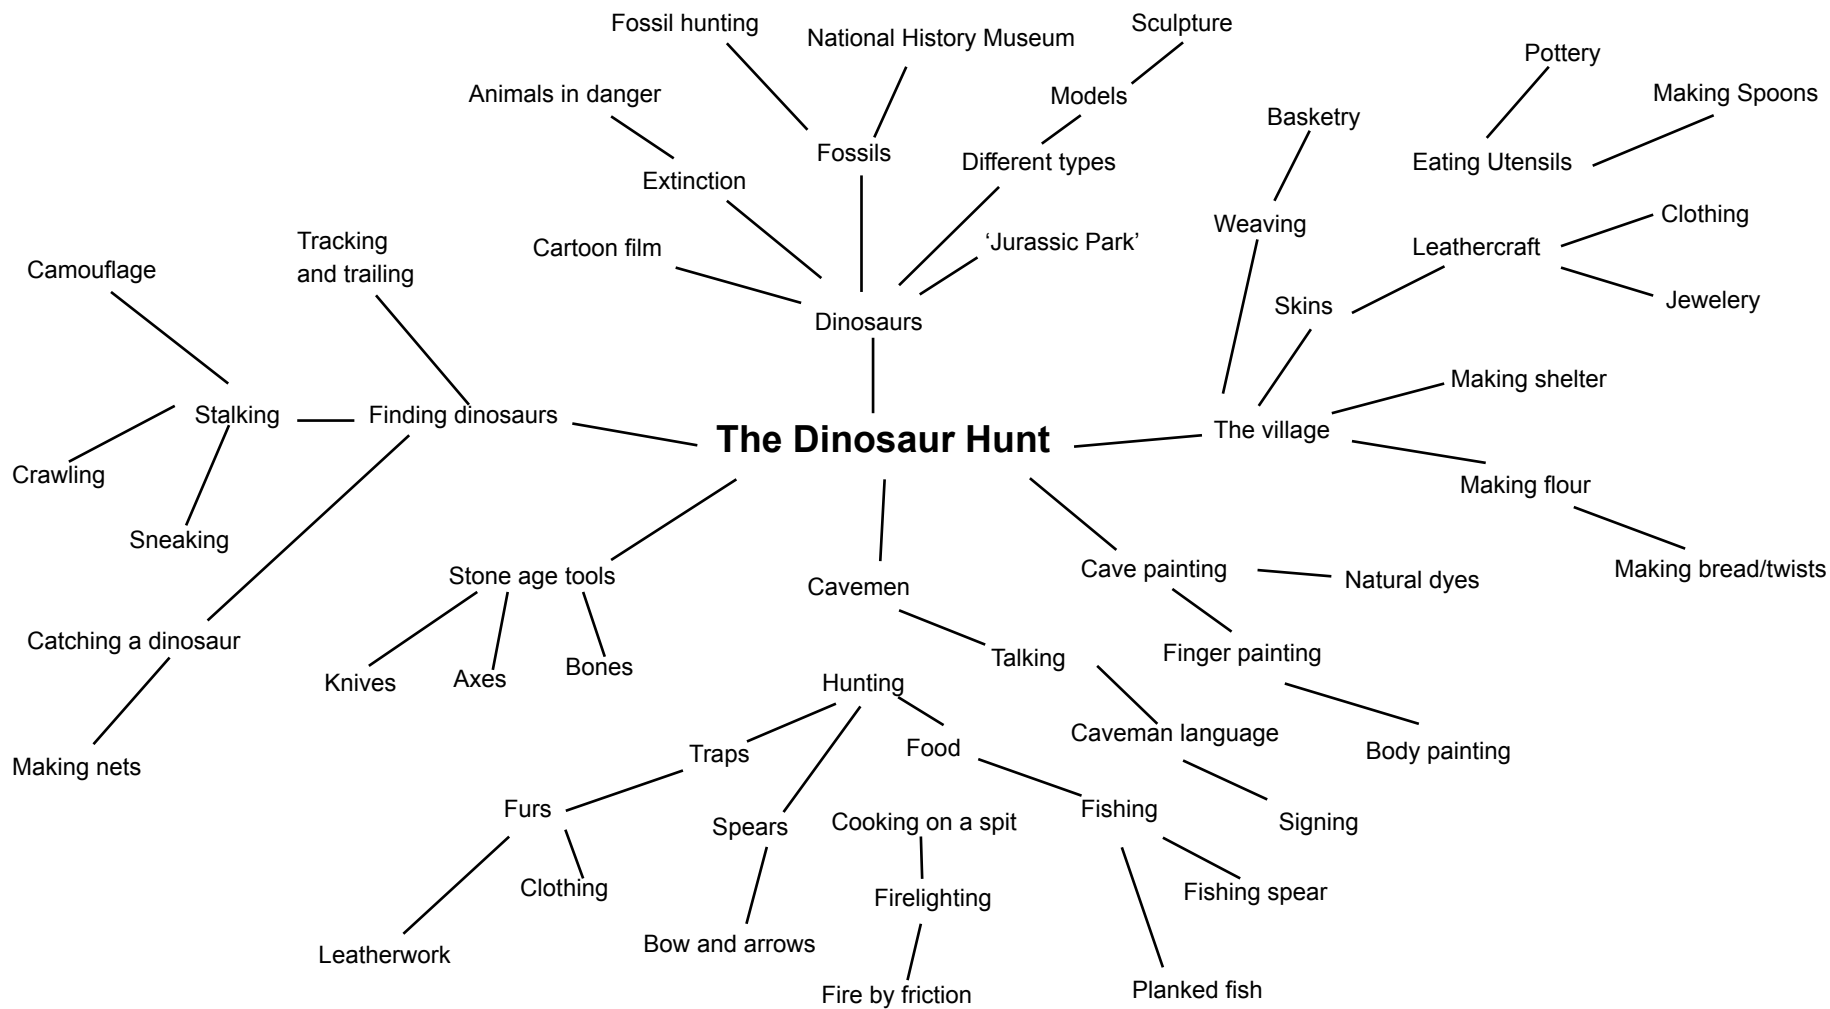 Fossil hunting
National History Museum
Sculpture
Pottery
Animals in danger
Models
Making Spoons
Basketry
Fossils
Different types
Eating Utensils
Extinction
Weaving
Clothing
Tracking
and trailing
Cartoon film
‘Jurassic Park’
Leathercraft
Camouflage
Skins
Jewelery
Dinosaurs
Making shelter
Stalking
Finding dinosaurs
The Dinosaur Hunt
The village
Crawling
Making flour
Sneaking
Stone age tools
Cavemen
Cave painting
Natural dyes
Making bread/twists
Catching a dinosaur
Knives
Axes
Bones
Talking
Finger painting
Hunting
Caveman language
Body painting
Making nets
Traps
Food
Furs
Spears
Cooking on a spit
Fishing
Signing
Clothing
Firelighting
Fishing spear
Leatherwork
Bow and arrows
Fire by friction
Planked fish